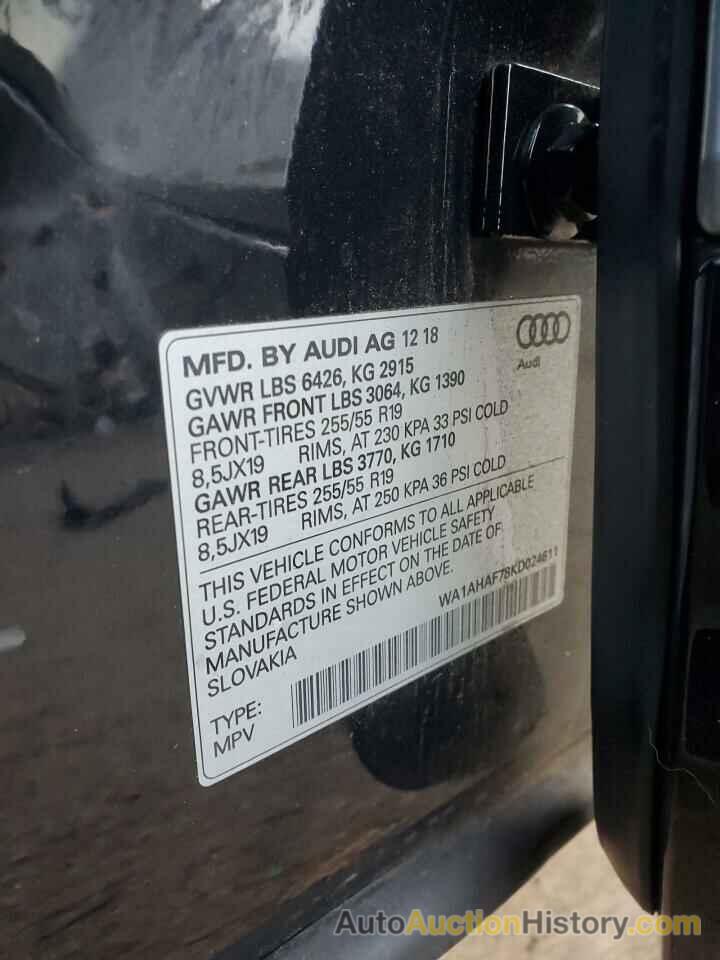 MFD. BY AUDI AG 12 18
Audi
GVWR LBS 6426, KG 2915
GAWR FRONT LBS 3064, KG 1390
FRONT-TIRES 255/55 R19
8,5JX19 RIMS, AT 230 KPA 33 PSI COLD
GAWR REAR LBS 3770, KG 1710
REAR-TIRES 255/55 R19
8,5JX19 RIMS, AT 250 KPA 36 PSI COLD
THIS VEHICLE CONFORMS TO ALL APPLICABLE
U.S. FEDERAL MOTOR VEHICLE SAFETY
STANDARDS IN EFFECT ON THE DATE OF
MANUFACTURE SHOWN ABOVE.
SLOVAKIA
WA1AHAF78KD024611
TYPE:
MPV
AutoAuctionHistory.com